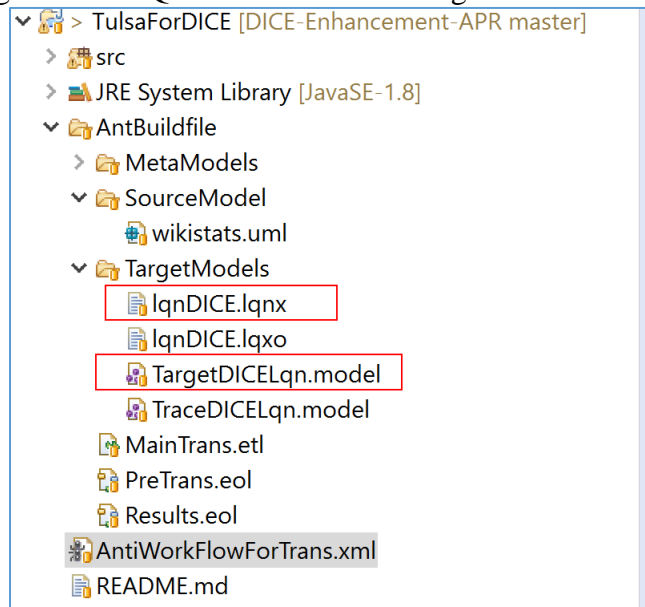 > TulsaForDICE [DICE-Enhancement-APR master]
src
JRE System Library [JavaSE-1.8]
AntBuildfile
MetaModels
SourceModel
wikistats.uml
TargetModels
lqnDICE.lqnx
lqnDICE.lqxo
TargetDICELqn.model
TraceDICELqn.model
MainTrans.etl
PreTrans.eol
Results.eol
AntiWorkFlowForTrans.xml
README.md